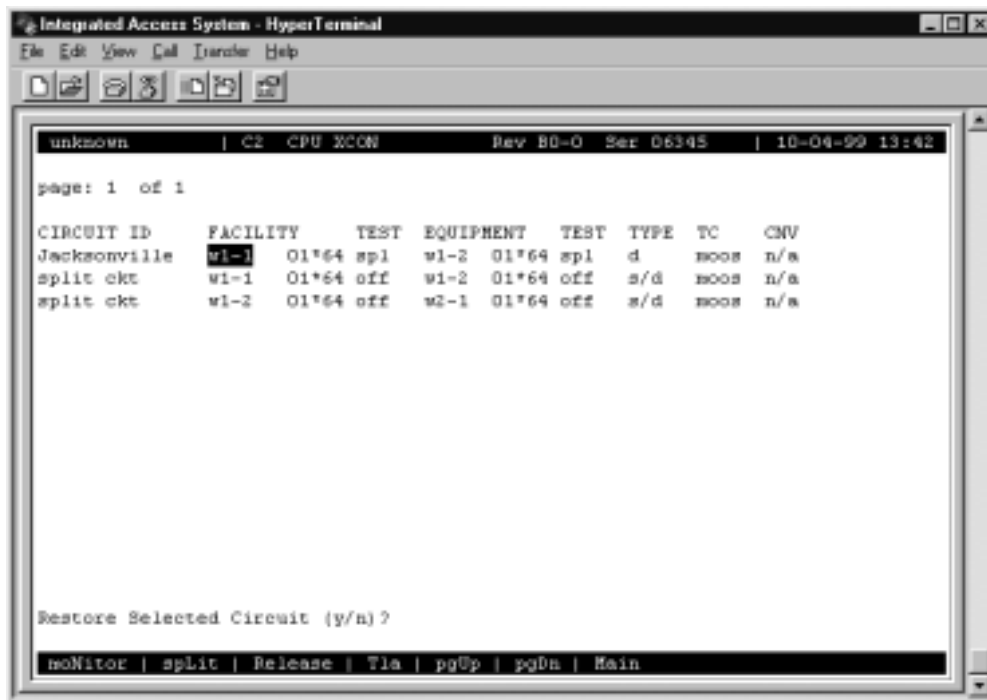 Integrated Access System - HyperTerminal
File Edit View Call Transfer Help
unknown | C2 CPU XCON Rev B0-0 Ser 06345 | 10-04-99 13:42
page: 1 of 1
CIRCUIT ID FACILITY TEST EQUIPMENT TEST TYPE TC CNV
Jacksonville w1-1 01*64 spl w1-2 01*64 spl d moos n/a
split ckt w1-1 01*64 off w1-2 01*64 off s/d moos n/a
split ckt w1-2 01*64 off w2-1 01*64 off s/d moos n/a
Restore Selected Circuit (y/n)?
moNitor | spLit | Release | Tla | pgUp | pgDn | Main